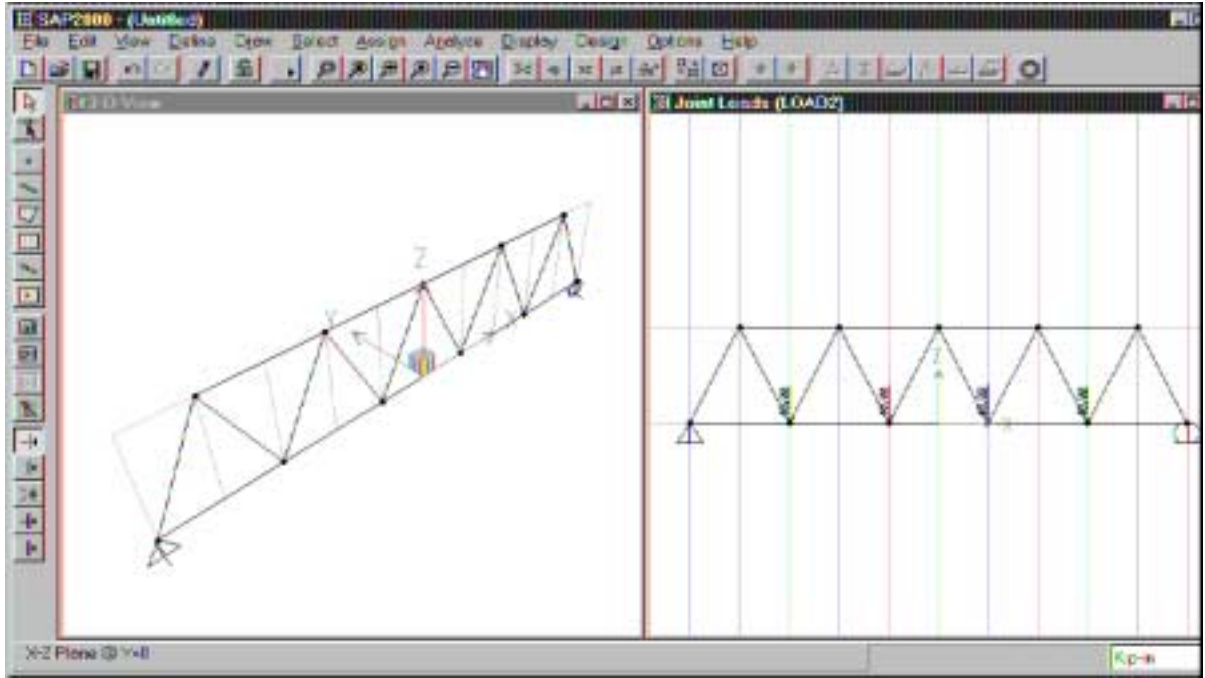 SAP2000 - (Untitled)
File Edit View Define Draw Select Assign Analyze Display Design Options Help
3-D View
Joint Loads (LOAD2)
Z
Y
X
Z
X
X-Z Plane @ Y=0
Kip-in